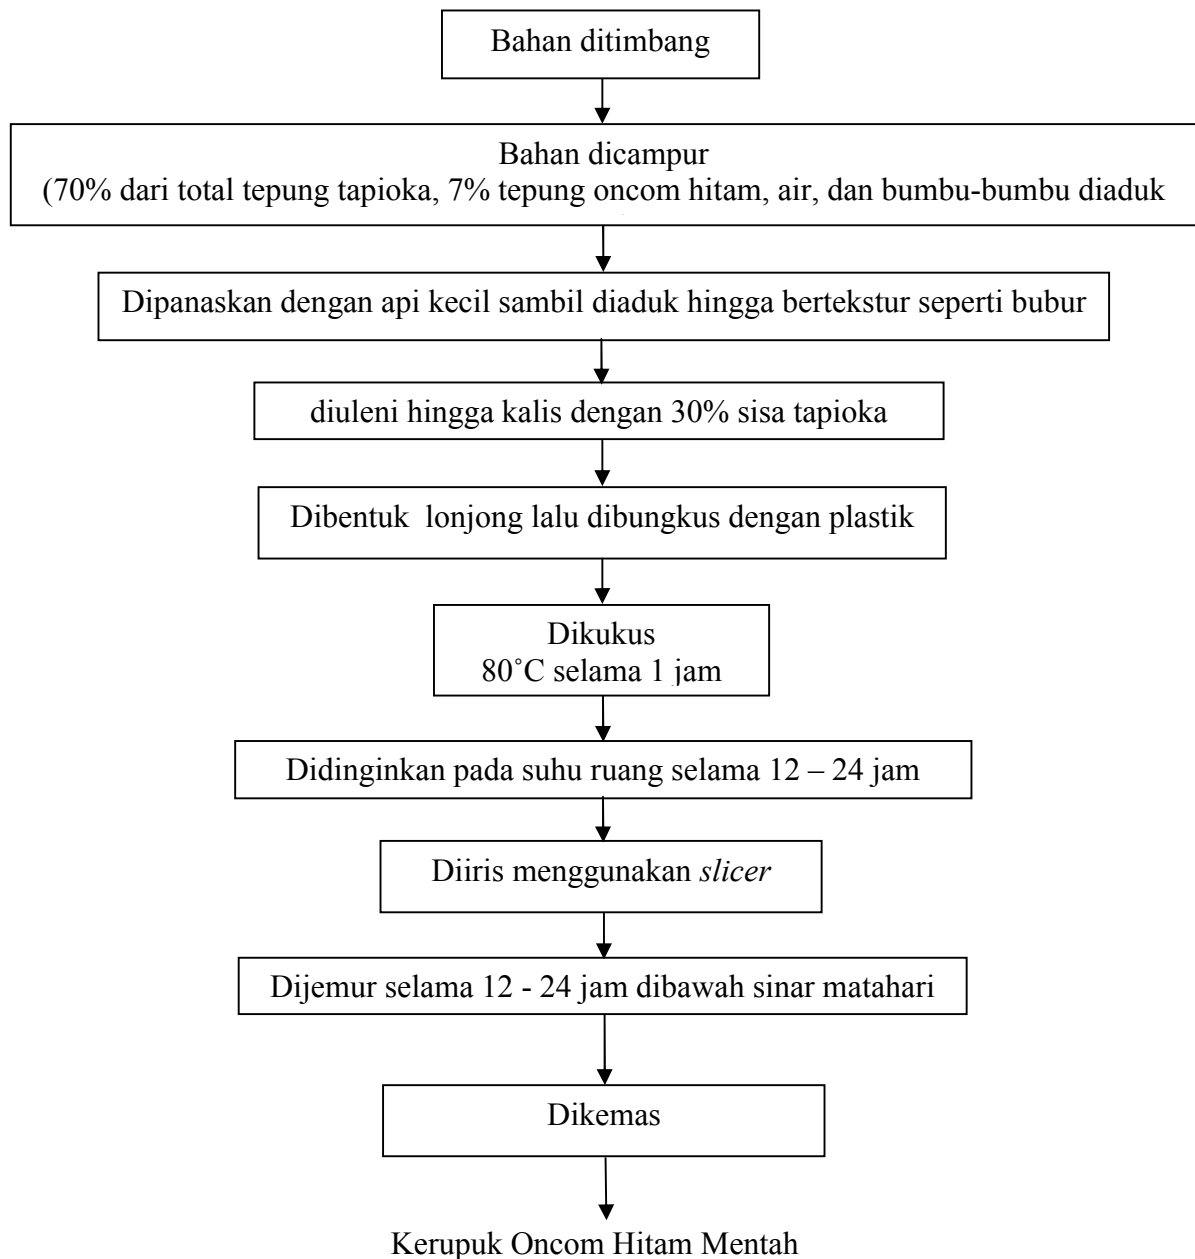 Bahan ditimbang
Bahan dicampur
(70% dari total tepung tapioka, 7% tepung oncom hitam, air, dan bumbu-bumbu diaduk
Dipanaskan dengan api kecil sambil diaduk hingga bertekstur seperti bubur
diuleni hingga kalis dengan 30% sisa tapioka
Dibentuk lonjong lalu dibungkus dengan plastik
Dikukus
80˚C selama 1 jam
Didinginkan pada suhu ruang selama 12 – 24 jam
Diiris menggunakan slicer
Dijemur selama 12 - 24 jam dibawah sinar matahari
Dikemas
Kerupuk Oncom Hitam Mentah